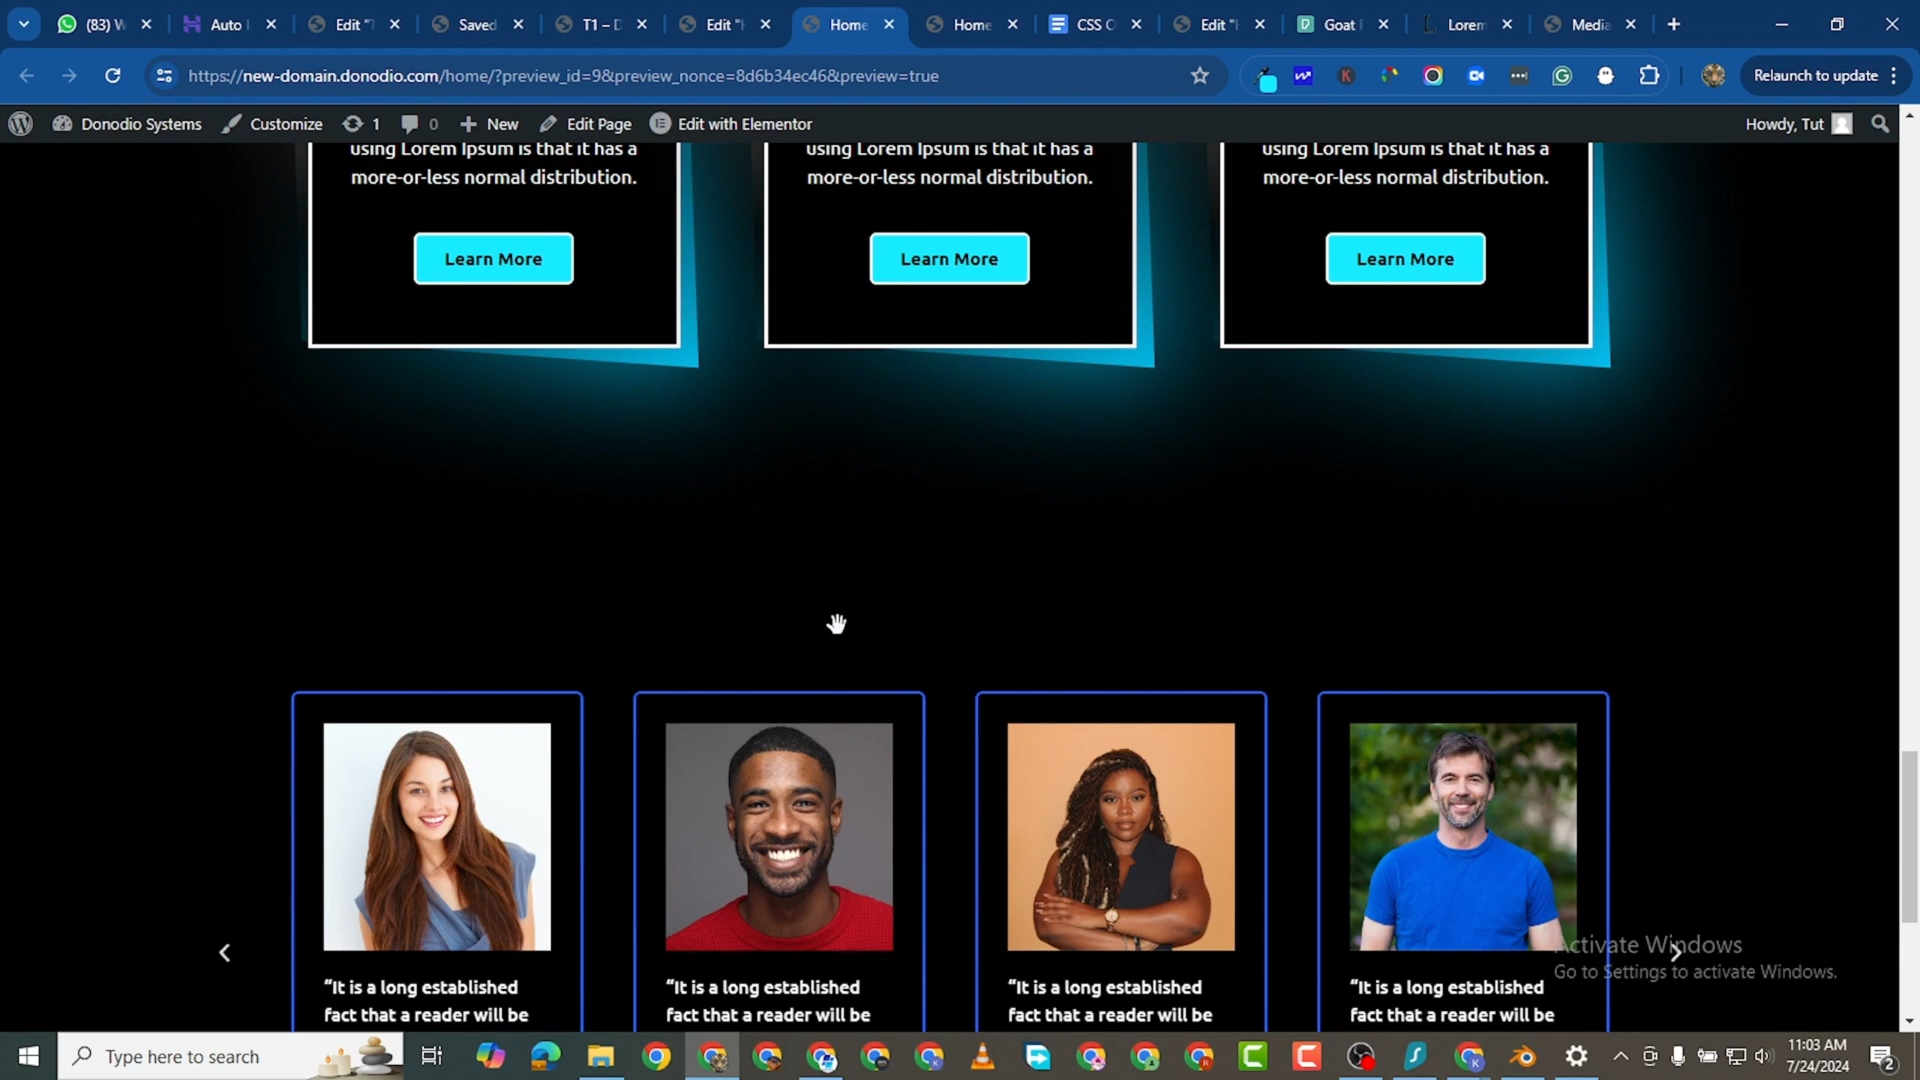 (83) W
Auto
Edit "T
Saved
T1 – D
Edit "H
Home
Home
CSS C
Edit "H
Goat F
Lorem
Media
https://new-domain.donodio.com/home/?preview_id=9&preview_nonce=8d6b34ec46&preview=true
Relaunch to update
Donodio Systems
Customize
1
0
New
Edit Page
Edit with Elementor
Howdy, Tut
using Lorem Ipsum is that it has a
more-or-less normal distribution.
Learn More
using Lorem Ipsum is that it has a
more-or-less normal distribution.
Learn More
using Lorem Ipsum is that it has a
more-or-less normal distribution.
Learn More
“It is a long established
fact that a reader will be
“It is a long established
fact that a reader will be
“It is a long established
fact that a reader will be
“It is a long established
fact that a reader will be
Activate Windows
Go to Settings to activate Windows.
Type here to search
11:03 AM
7/24/2024
2